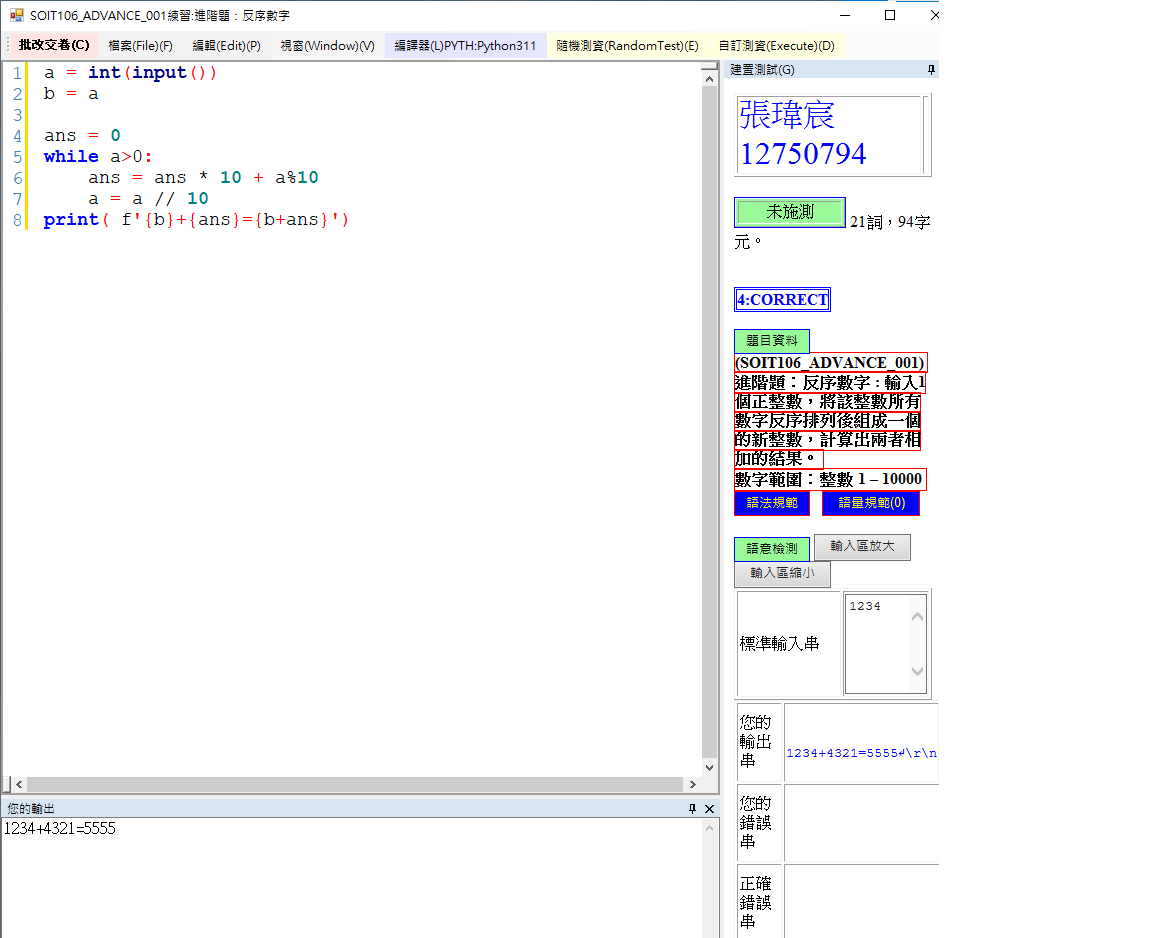 SOIT106_ADVANCE_001練習:進階題：反序數字
批改交卷(C) 檔案(File)(F) 編輯(Edit)(P) 視窗(Window)(V) 編譯器(L)PYTH:Python311 隨機測資(RandomTest)(E) 自訂測資(Execute)(D)
1 a = int(input())
2 b = a
3
4 ans = 0
5 while a>0:
6     ans = ans * 10 + a%10
7     a = a // 10
8 print( f'{b}+{ans}={b+ans}')
您的輸出
1234+4321=5555
建置測試(G)
張瑋宸
12750794
未施測 21詞，94字
元。
4:CORRECT
題目資料
(SOIT106_ADVANCE_001)
進階題：反序數字 : 輸入1
個正整數，將該整數所有
數字反序排列後組成一個
的新整數，計算出兩者相
加的結果。
數字範圍：整數 1 – 10000
語法規範 語量規範(0)
語意檢測 輸入區放大
輸入區縮小
標準輸入串 1234
您的
輸出
串
1234+4321=5555↵\r\n
您的
錯誤
串
正確
錯誤
串